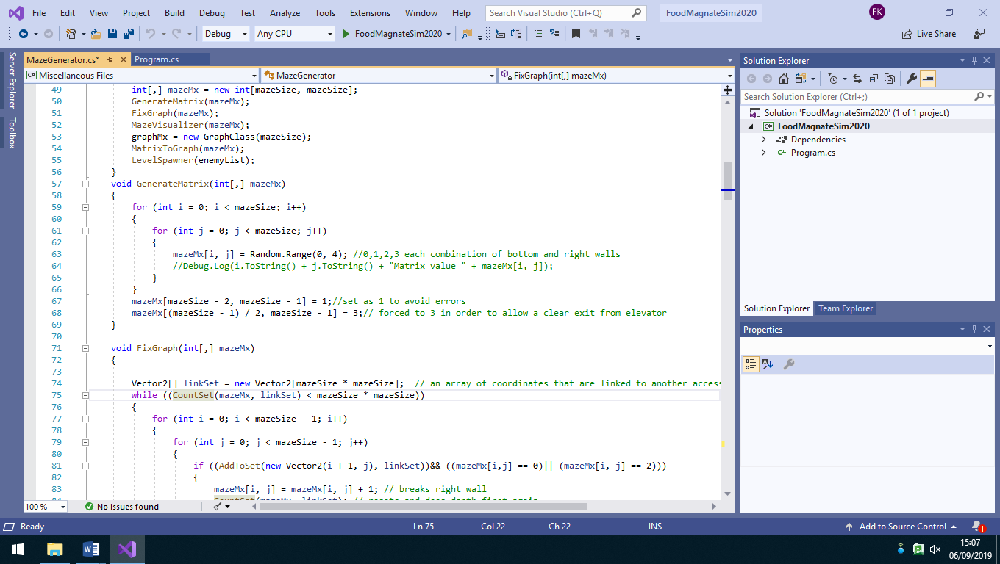 File Edit View Project Build Debug Test Analyze Tools Extensions Window Help Search Visual Studio (Ctrl+Q) FoodMagnateSim2020 FK
Debug Any CPU FoodMagnateSim2020 Live Share
Server Explorer
Toolbox
MazeGenerator.cs* Program.cs
Miscellaneous Files MazeGenerator FixGraph(int[,] mazeMx)
49 int[,] mazeMx = new int[mazeSize, mazeSize];
50 GenerateMatrix(mazeMx);
51 FixGraph(mazeMx);
52 MazeVisualizer(mazeMx);
53 graphMx = new GraphClass(mazeSize);
54 MatrixToGraph(mazeMx);
55 LevelSpawner(enemyList);
56 }
57 void GenerateMatrix(int[,] mazeMx)
58 {
59 for (int i = 0; i < mazeSize; i++)
60 {
61 for (int j = 0; j < mazeSize; j++)
62 {
63 mazeMx[i, j] = Random.Range(0, 4); //0,1,2,3 each combination of bottom and right walls
64 //Debug.Log(i.ToString() + j.ToString() + "Matrix value " + mazeMx[i, j]);
65 }
66 }
67 mazeMx[mazeSize - 2, mazeSize - 1] = 1;//set as 1 to avoid errors
68 mazeMx[(mazeSize - 1) / 2, mazeSize - 1] = 3;// forced to 3 in order to allow a clear exit from elevator
69 }
70
71 void FixGraph(int[,] mazeMx)
72 {
73
74 Vector2[] linkSet = new Vector2[mazeSize * mazeSize];  // an array of coordinates that are linked to another access
75 while ((CountSet(mazeMx, linkSet) < mazeSize * mazeSize))
76 {
77 for (int i = 0; i < mazeSize - 1; i++)
78 {
79 for (int j = 0; j < mazeSize - 1; j++)
80 {
81 if ((AddToSet(new Vector2(i + 1, j), linkSet))&& ((mazeMx[i,j] == 0)|| (mazeMx[i, j] == 2)))
82 {
83 mazeMx[i, j] = mazeMx[i, j] + 1; // breaks right wall
100 % No issues found
Solution Explorer
Search Solution Explorer (Ctrl+;)
Solution 'FoodMagnateSim2020' (1 of 1 project)
C# FoodMagnateSim2020
Dependencies
C# Program.cs
Solution Explorer Team Explorer
Properties
Ready Ln 75 Col 22 Ch 22 INS Add to Source Control 1
15:07
06/09/2019